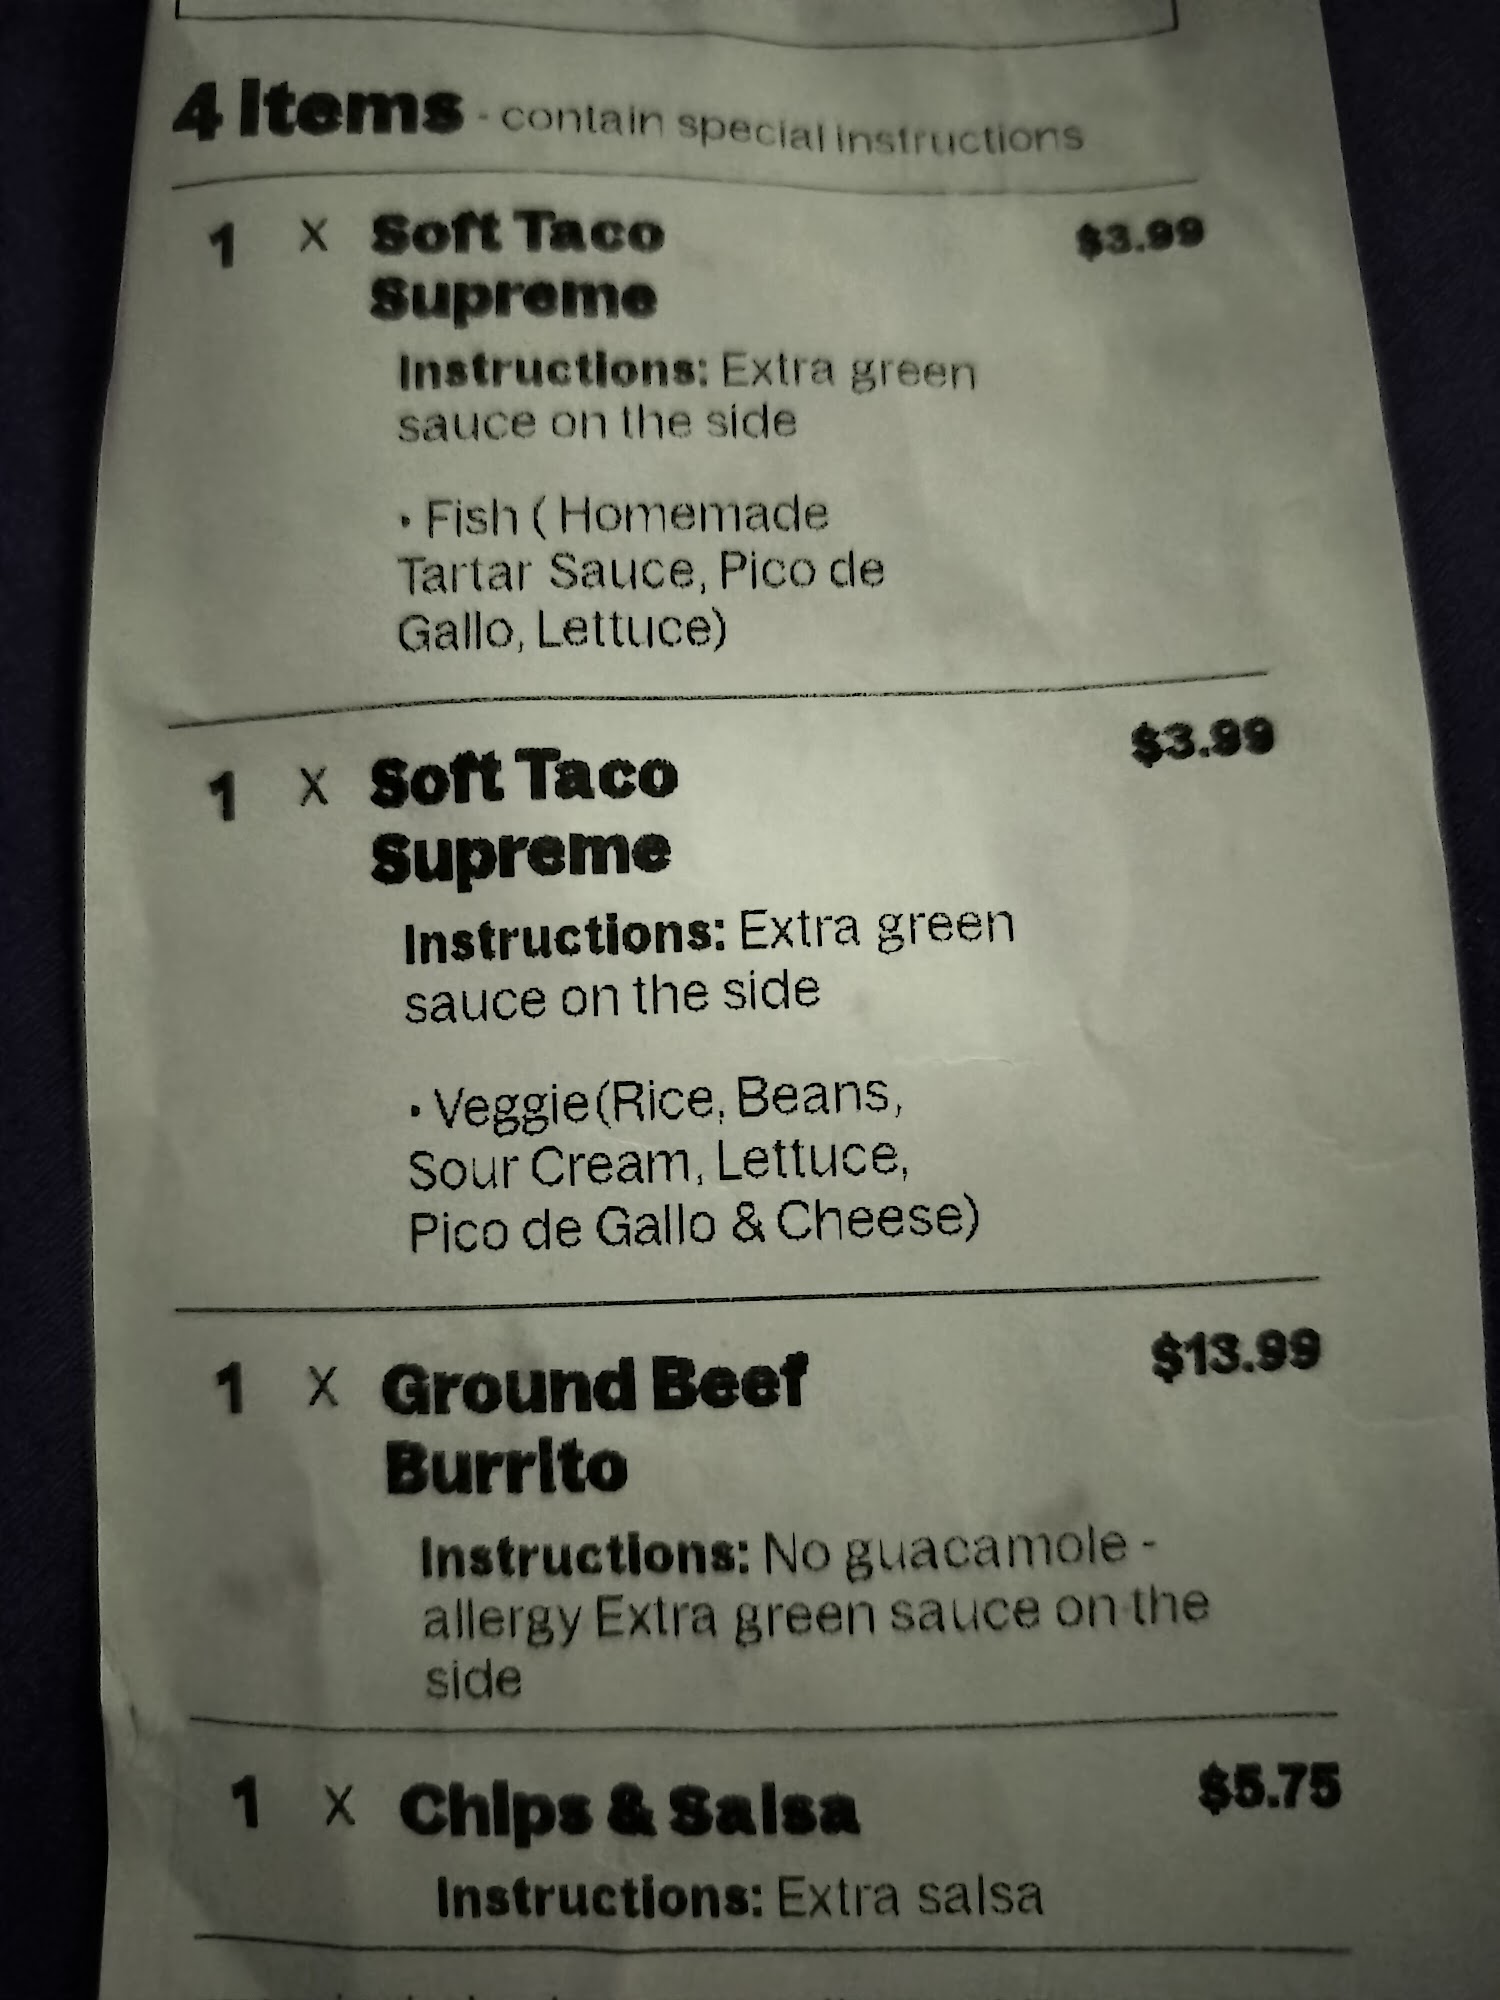 4 Items - contain special instructions
1 x Soft Taco $3.99
Supreme
Instructions: Extra green
sauce on the side
• Fish ( Homemade
Tartar Sauce, Pico de
Gallo, Lettuce)
1 x Soft Taco $3.99
Supreme
Instructions: Extra green
sauce on the side
• Veggie(Rice, Beans,
Sour Cream, Lettuce,
Pico de Gallo & Cheese)
1 x Ground Beef $13.99
Burrito
Instructions: No guacamole -
allergy Extra green sauce on the
side
1 x Chips & Salsa $5.75
Instructions: Extra salsa